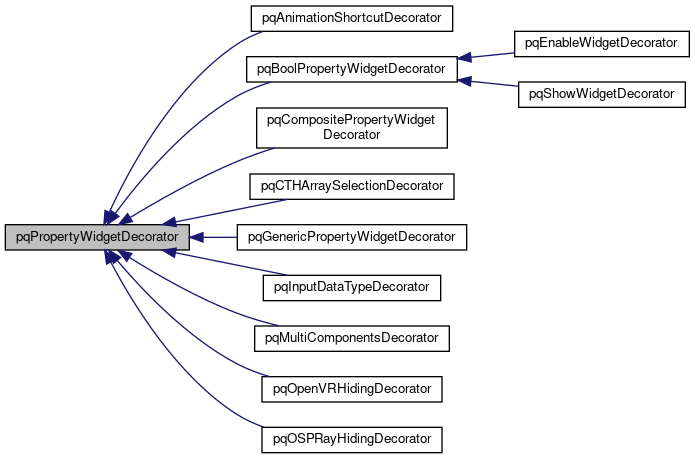 pqAnimationShortcutDecorator
pqBoolPropertyWidgetDecorator
pqEnableWidgetDecorator
pqShowWidgetDecorator
pqCompositePropertyWidget
Decorator
pqCTHArraySelectionDecorator
pqPropertyWidgetDecorator
pqGenericPropertyWidgetDecorator
pqInputDataTypeDecorator
pqMultiComponentsDecorator
pqOpenVRHidingDecorator
pqOSPRayHidingDecorator